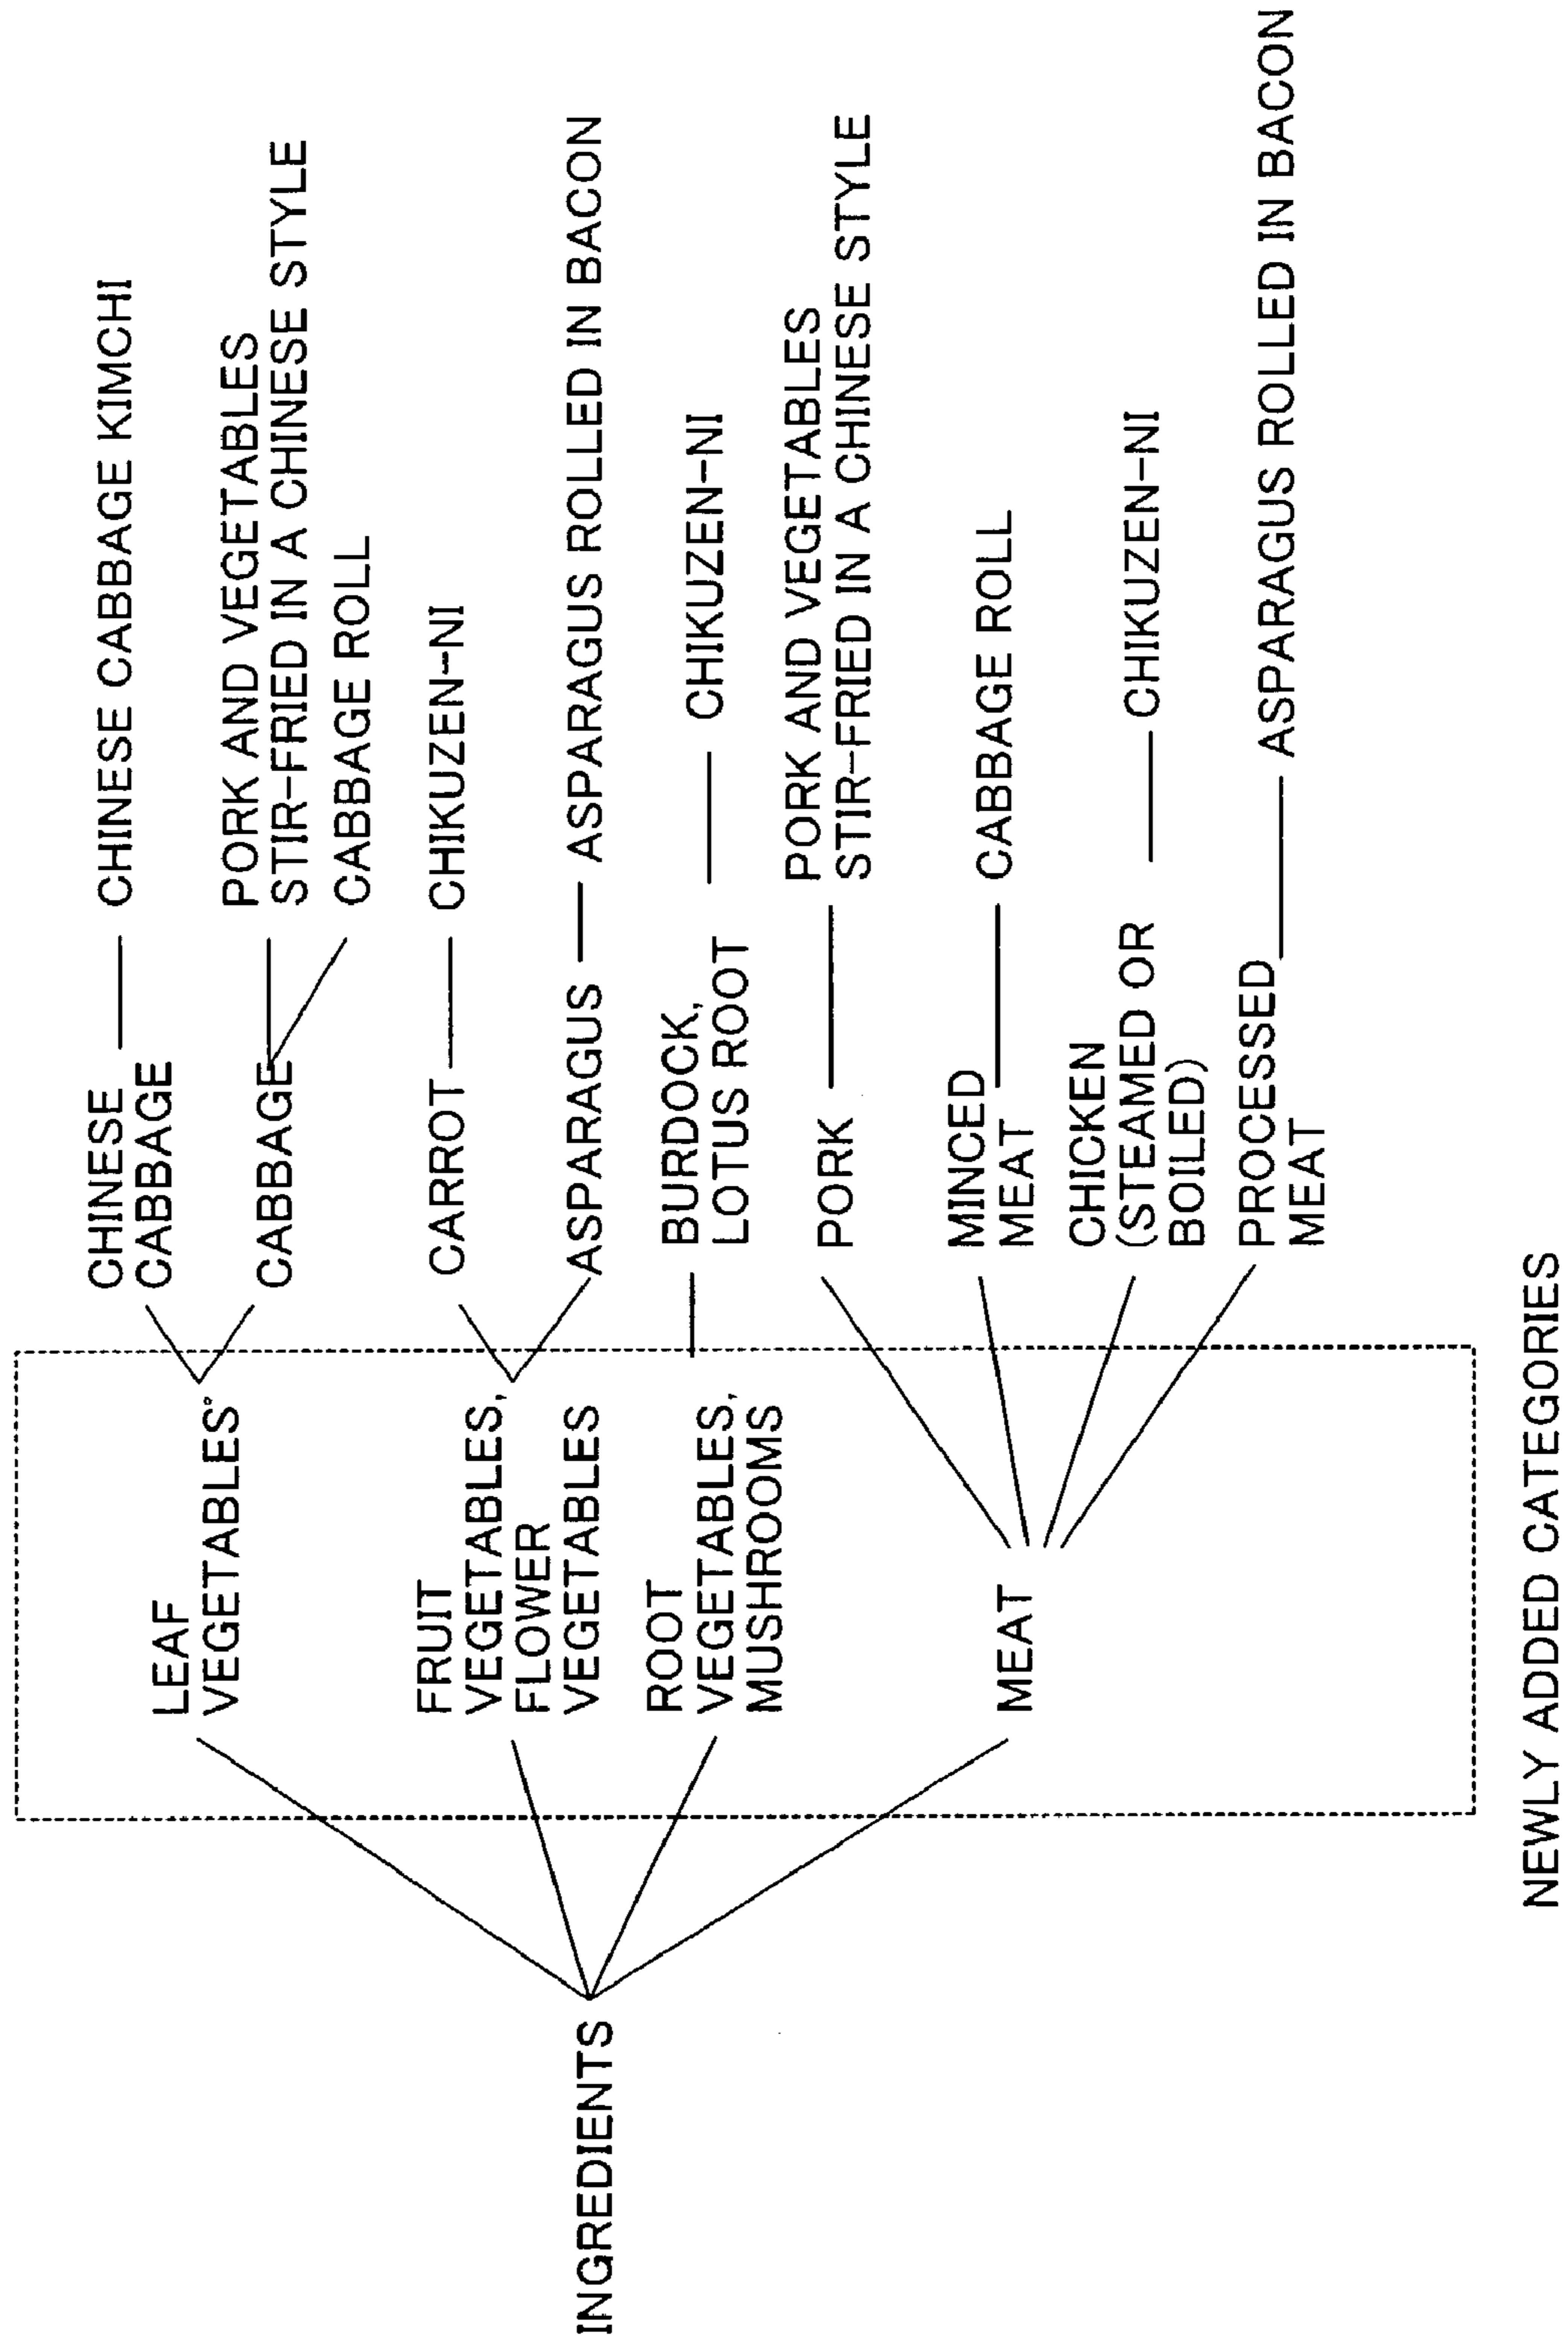 INGREDIENTS
LEAF
VEGETABLES
FRUIT
VEGETABLES,
FLOWER
VEGETABLES
ROOT
VEGETABLES,
MUSHROOMS
MEAT
CHINESE
CABBAGE
CABBAGE
CARROT
ASPARAGUS
BURDOCK,
LOTUS ROOT
PORK
MINCED
MEAT
CHICKEN
(STEAMED OR
BOILED)
PROCESSED
MEAT
CHINESE CABBAGE KIMCHI
PORK AND VEGETABLES
STIR-FRIED IN A CHINESE STYLE
CABBAGE ROLL
CHIKUZEN-NI
ASPARAGUS ROLLED IN BACON
CHIKUZEN-NI
PORK AND VEGETABLES
STIR-FRIED IN A CHINESE STYLE
CABBAGE ROLL
CHIKUZEN-NI
ASPARAGUS ROLLED IN BACON
NEWLY ADDED CATEGORIES